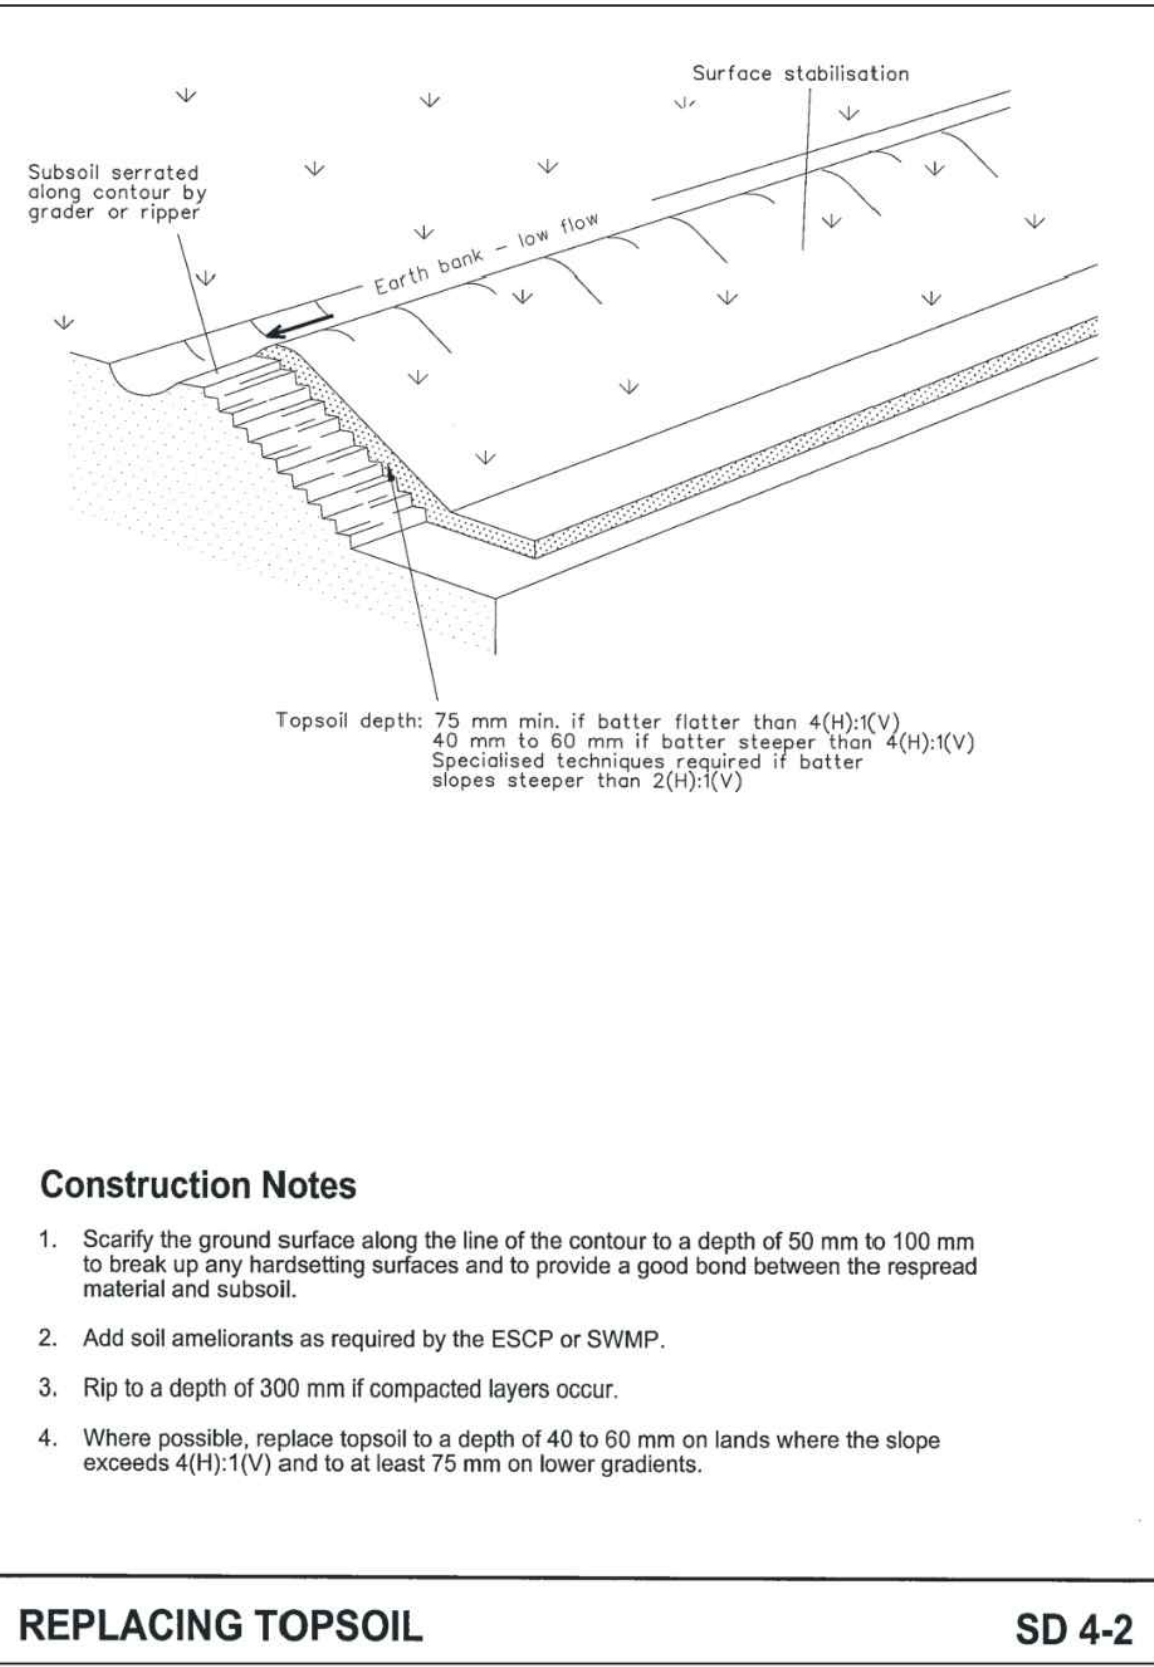 Surface stabilisation
Subsoil serrated
along contour by
grader or ripper
Earth bank – low flow
Topsoil depth: 75 mm min. if batter flatter than 4(H):1(V)
40 mm to 60 mm if batter steeper than 4(H):1(V)
Specialised techniques required if batter
slopes steeper than 2(H):1(V)
Construction Notes
1. Scarify the ground surface along the line of the contour to a depth of 50 mm to 100 mm
to break up any hardsetting surfaces and to provide a good bond between the respread
material and subsoil.
2. Add soil ameliorants as required by the ESCP or SWMP.
3. Rip to a depth of 300 mm if compacted layers occur.
4. Where possible, replace topsoil to a depth of 40 to 60 mm on lands where the slope
exceeds 4(H):1(V) and to at least 75 mm on lower gradients.
REPLACING TOPSOIL SD 4-2